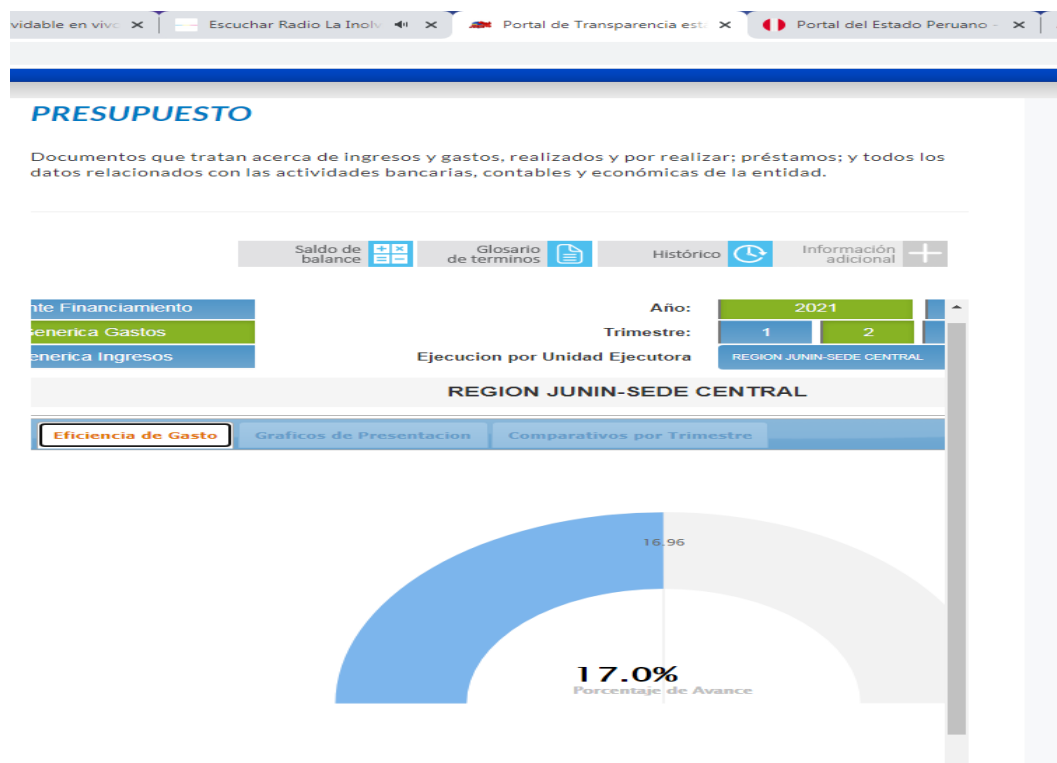 vidable en vivo
Escuchar Radio La Inolv
Portal de Transparencia est
Portal del Estado Peruano -
PRESUPUESTO
Documentos que tratan acerca de ingresos y gastos, realizados y por realizar; préstamos; y todos los
datos relacionados con las actividades bancarias, contables y económicas de la entidad.
Saldo de
balance
Glosario
de terminos
Histórico
Información
adicional
nte Financiamiento
Año:
2021
Generica Gastos
Trimestre:
1
2
enerica Ingresos
Ejecucion por Unidad Ejecutora
REGION JUNIN-SEDE CENTRAL
REGION JUNIN-SEDE CENTRAL
Eficiencia de Gasto
Graficos de Presentacion
Comparativos por Trimestre
16.96
17.0%
Porcentaje de Avance